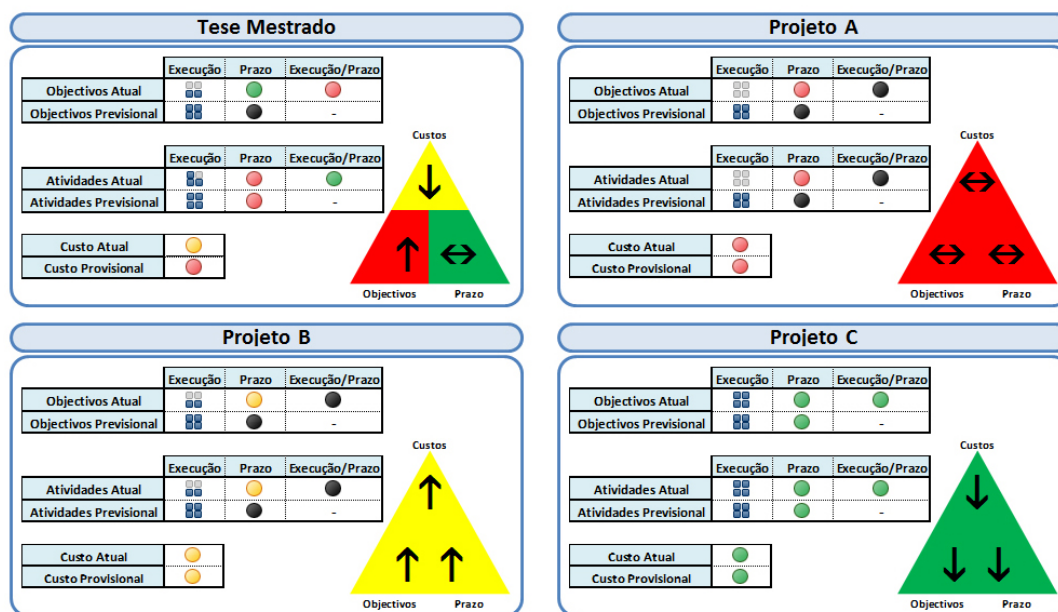 Tese Mestrado
Execução Prazo Execução/Prazo
Objectivos Atual
Objectivos Previsional -
Custos
Execução Prazo Execução/Prazo
Atividades Atual
Atividades Previsional -
Custo Atual
Custo Provisional
Objectivos Prazo
Projeto A
Execução Prazo Execução/Prazo
Objectivos Atual
Objectivos Previsional -
Custos
Execução Prazo Execução/Prazo
Atividades Atual
Atividades Previsional -
Custo Atual
Custo Provisional
Objectivos Prazo
Projeto B
Execução Prazo Execução/Prazo
Objectivos Atual
Objectivos Previsional -
Custos
Execução Prazo Execução/Prazo
Atividades Atual
Atividades Previsional -
Custo Atual
Custo Provisional
Objectivos Prazo
Projeto C
Execução Prazo Execução/Prazo
Objectivos Atual
Objectivos Previsional -
Custos
Execução Prazo Execução/Prazo
Atividades Atual
Atividades Previsional -
Custo Atual
Custo Provisional
Objectivos Prazo